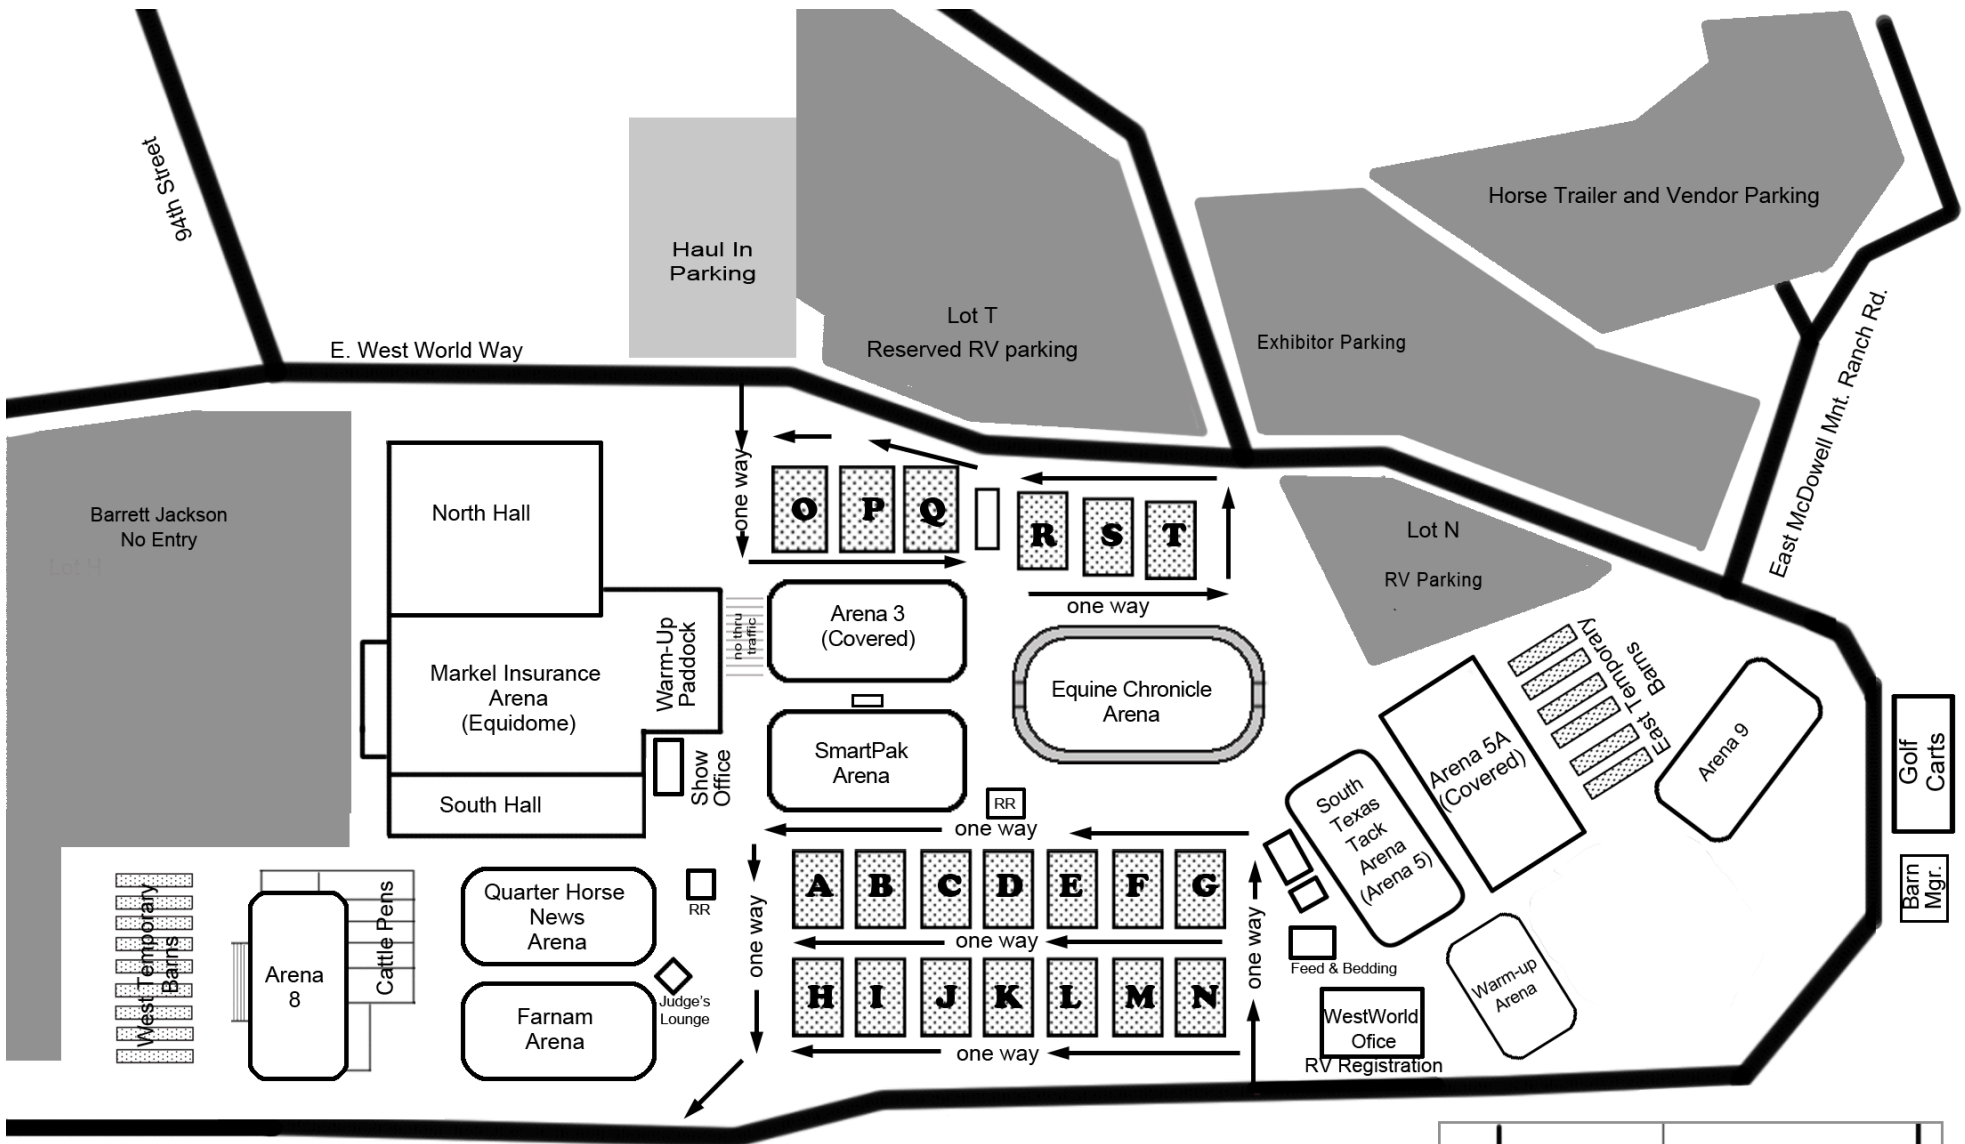 94th Street
Haul In
Parking
E. West World Way
Lot T
Reserved RV parking
Horse Trailer and Vendor Parking
Exhibitor Parking
East McDowell Mnt. Ranch Rd.
Barrett Jackson
No Entry
Lot H
North Hall
one way
O P Q
R S T
one way
Lot N
RV Parking
Markel Insurance
Arena
(Equidome)
Warm-Up
Paddock
no thru
traffic
Arena 3
(Covered)
Equine Chronicle
Arena
SmartPak
Arena
Show
Office
South Hall
RR
East Temporary
Barns
Arena 9
Arena 5A
(Covered)
South
Texas
Tack
Arena
(Arena 5)
Golf
Carts
Barn
Mgr.
one way
A B C D E F G
one way
H I J K L M N
one way
one way
one way
West Temporary
Barns
Arena
8
Cattle Pens
Quarter Horse
News
Arena
RR
Judge's
Lounge
Farnam
Arena
Feed & Bedding
WestWorld
Ofice
RV Registration
Warm-up
Arena